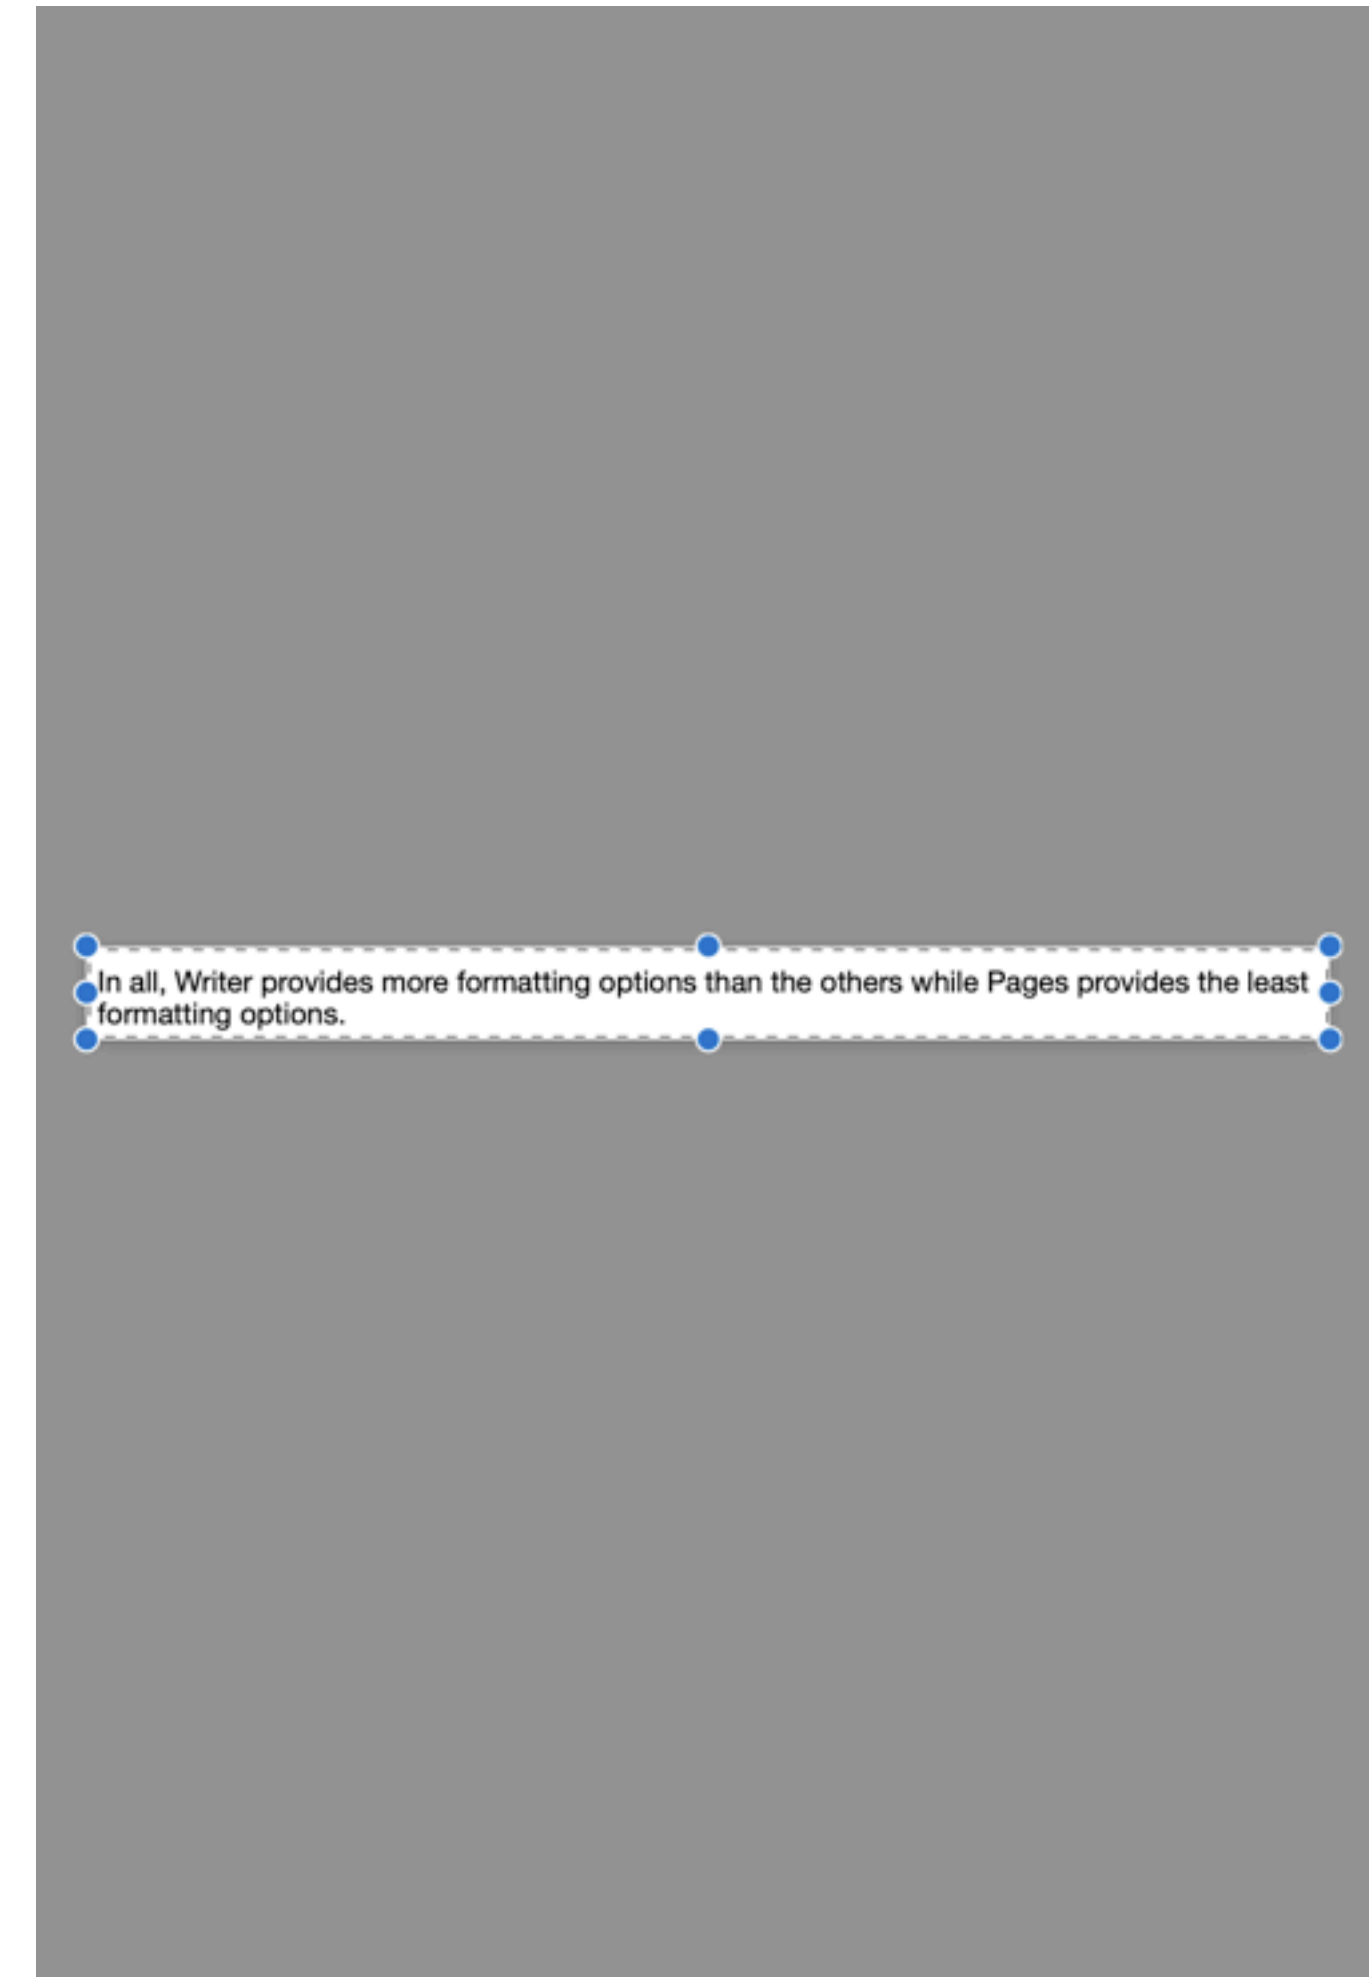 In all, Writer provides more formatting options than the others while Pages provides the least
formatting options.